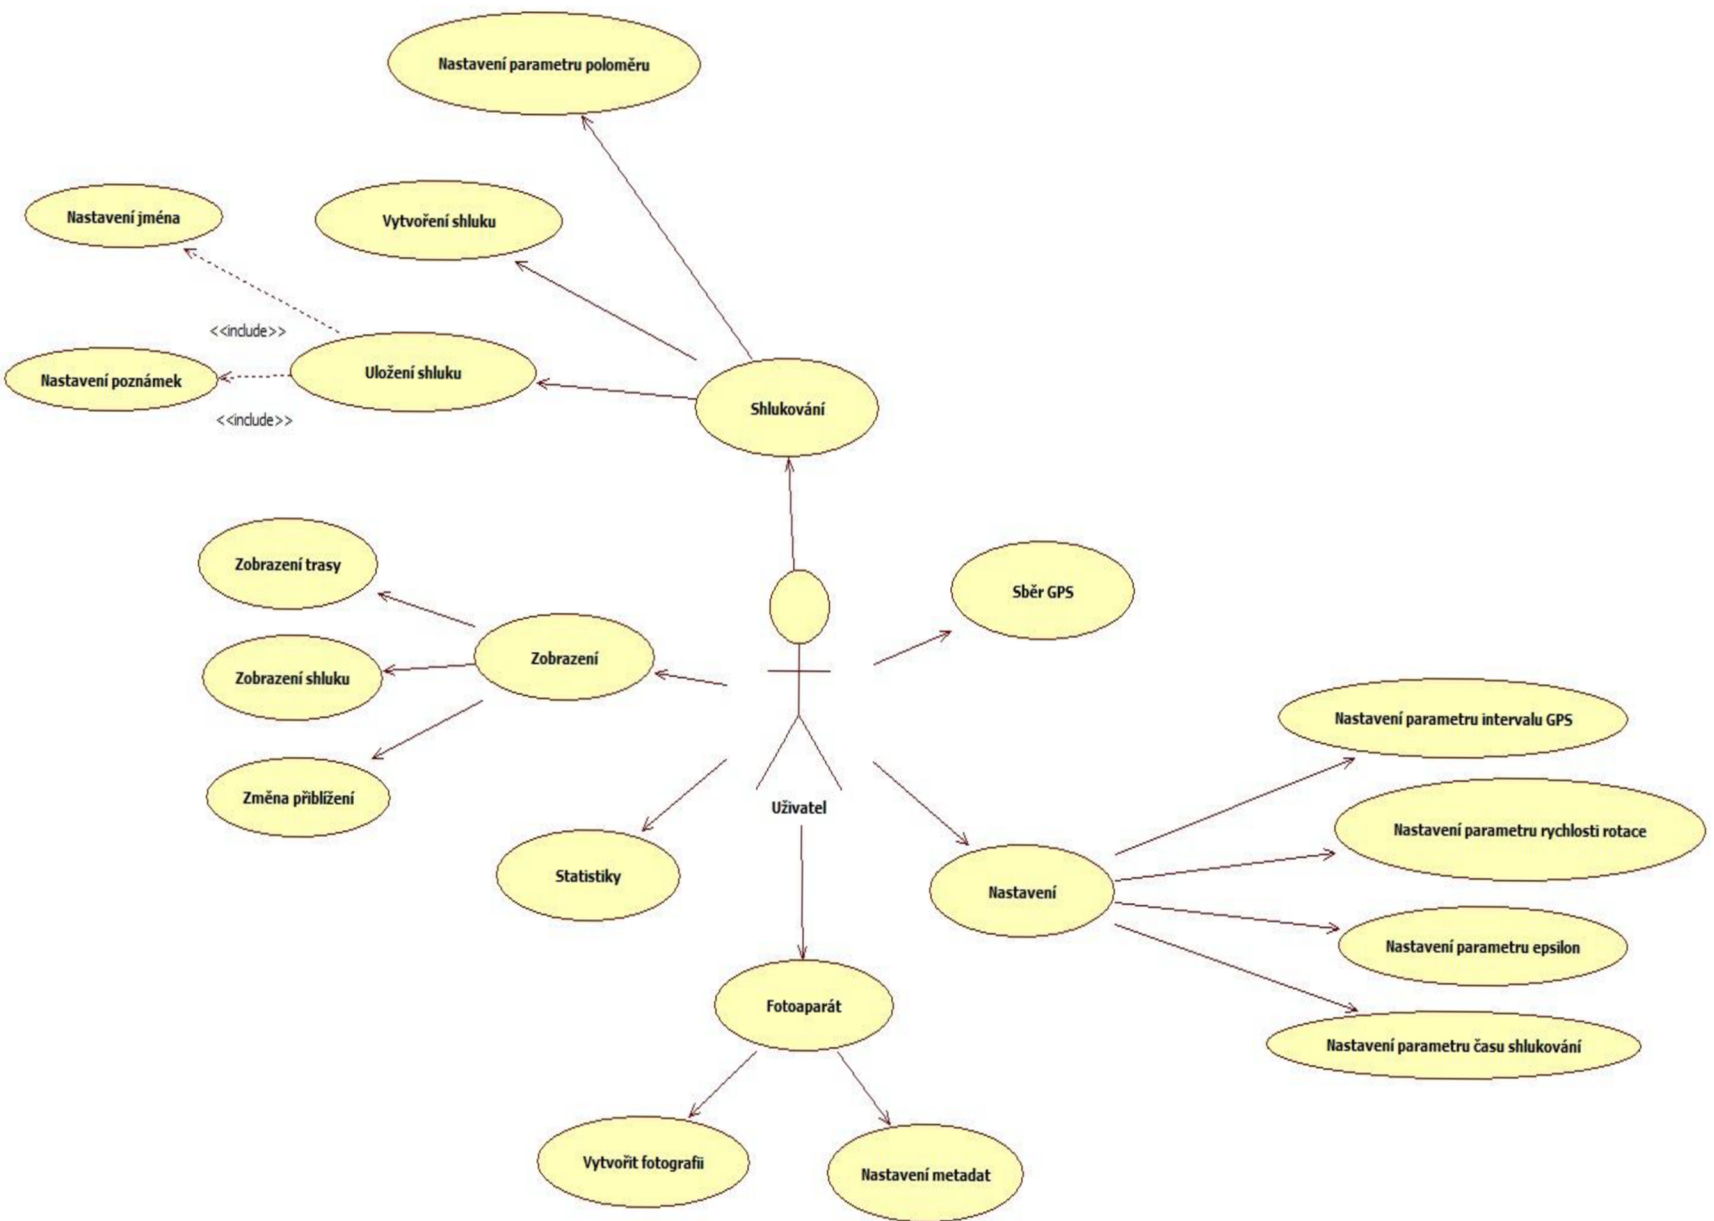 Nastavení parametru poloměru
Nastavení jména
Vytvoření shluku
<<include>>
Nastavení poznámek
Uložení shluku
<<include>>
Shlukování
Zobrazení trasy
Sběr GPS
Zobrazení
Zobrazení shluku
Nastavení parametru intervalu GPS
Změna přiblížení
Uživatel
Nastavení parametru rychlosti rotace
Statistiky
Nastavení
Nastavení parametru epsilon
Fotoaparát
Nastavení parametru času shlukování
Vytvořit fotografii
Nastavení metadat